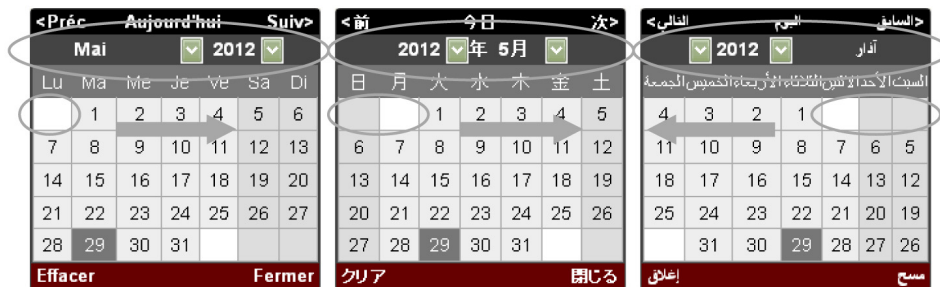 <Préc Aujourd'hui Suiv>
Mai 2012
Lu Ma Me Je Ve Sa Di
1 2 3 4 5 6
7 8 9 10 11 12 13
14 15 16 17 18 19 20
21 22 23 24 25 26 27
28 29 30 31
Effacer Fermer
<前 今日 次>
2012 年 5月
日 月 火 水 木 金 土
1 2 3 4 5
6 7 8 9 10 11 12
13 14 15 16 17 18 19
20 21 22 23 24 25 26
27 28 29 30 31
クリア 閉じる
<السابق اليوم التالي>
آذار 2012
السبت الأحد الاثنين الثلاثاء الأربعاء الخميس الجمعة
1 2 3 4
5 6 7 8 9 10 11
12 13 14 15 16 17 18
19 20 21 22 23 24 25
26 27 28 29 30 31
مسح إغلاق